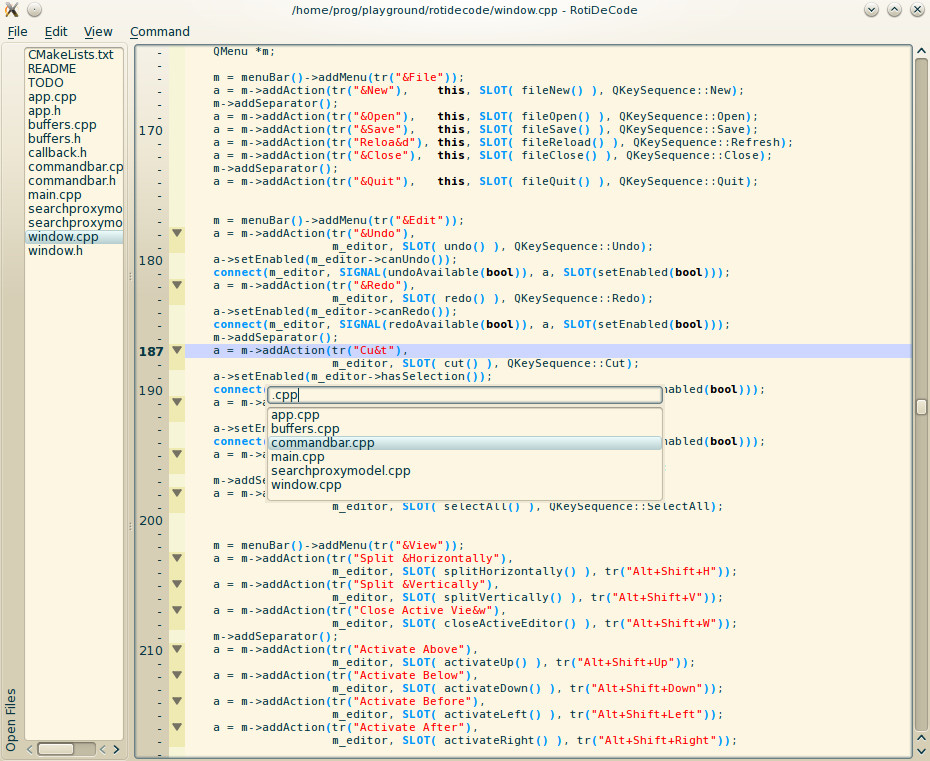 /home/prog/playground/rotidecode/window.cpp - RotiDeCode
File Edit View Command
CMakeLists.txt
README
TODO
app.cpp
app.h
buffers.cpp
buffers.h
callback.h
commandbar.cp
commandbar.h
main.cpp
searchproxymo
searchproxymo
window.cpp
window.h
Open Files
- QMenu *m;
-
- m = menuBar()->addMenu(tr("&File"));
- a = m->addAction(tr("&New"), this, SLOT( fileNew() ), QKeySequence::New);
- m->addSeparator();
- a = m->addAction(tr("&Open"), this, SLOT( fileOpen() ), QKeySequence::Open);
170 a = m->addAction(tr("&Save"), this, SLOT( fileSave() ), QKeySequence::Save);
- a = m->addAction(tr("Reloa&d"), this, SLOT( fileReload() ), QKeySequence::Refresh);
- a = m->addAction(tr("&Close"), this, SLOT( fileClose() ), QKeySequence::Close);
- m->addSeparator();
- a = m->addAction(tr("&Quit"), this, SLOT( fileQuit() ), QKeySequence::Quit);
-
-
- m = menuBar()->addMenu(tr("&Edit"));
- a = m->addAction(tr("&Undo"),
- m_editor, SLOT( undo() ), QKeySequence::Undo);
180 a->setEnabled(m_editor->canUndo());
- connect(m_editor, SIGNAL(undoAvailable(bool)), a, SLOT(setEnabled(bool)));
- a = m->addAction(tr("&Redo"),
- m_editor, SLOT( redo() ), QKeySequence::Redo);
- a->setEnabled(m_editor->canRedo());
- connect(m_editor, SIGNAL(redoAvailable(bool)), a, SLOT(setEnabled(bool)));
- m->addSeparator();
187 a = m->addAction(tr("Cu&t"),
- m_editor, SLOT( cut() ), QKeySequence::Cut);
- a->setEnabled(m_editor->hasSelection());
190 connect( nabled(bool)));
- a = m->a
-
- a->setEn
- connect( nabled(bool)));
- a = m->a
-
- m->addSe
- a = m->a
- m_editor, SLOT( selectAll() ), QKeySequence::SelectAll);
200
-
- m = menuBar()->addMenu(tr("&View"));
- a = m->addAction(tr("Split &Horizontally"),
- m_editor, SLOT( splitHorizontally() ), tr("Alt+Shift+H"));
- a = m->addAction(tr("Split &Vertically"),
- m_editor, SLOT( splitVertically() ), tr("Alt+Shift+V"));
- a = m->addAction(tr("Close Active Vie&w"),
- m_editor, SLOT( closeActiveEditor() ), tr("Alt+Shift+W"));
- m->addSeparator();
210 a = m->addAction(tr("Activate Above"),
- m_editor, SLOT( activateUp() ), tr("Alt+Shift+Up"));
- a = m->addAction(tr("Activate Below"),
- m_editor, SLOT( activateDown() ), tr("Alt+Shift+Down"));
- a = m->addAction(tr("Activate Before"),
- m_editor, SLOT( activateLeft() ), tr("Alt+Shift+Left"));
- a = m->addAction(tr("Activate After"),
- m_editor, SLOT( activateRight() ), tr("Alt+Shift+Right"));
-
.cpp
app.cpp
buffers.cpp
commandbar.cpp
main.cpp
searchproxymodel.cpp
window.cpp